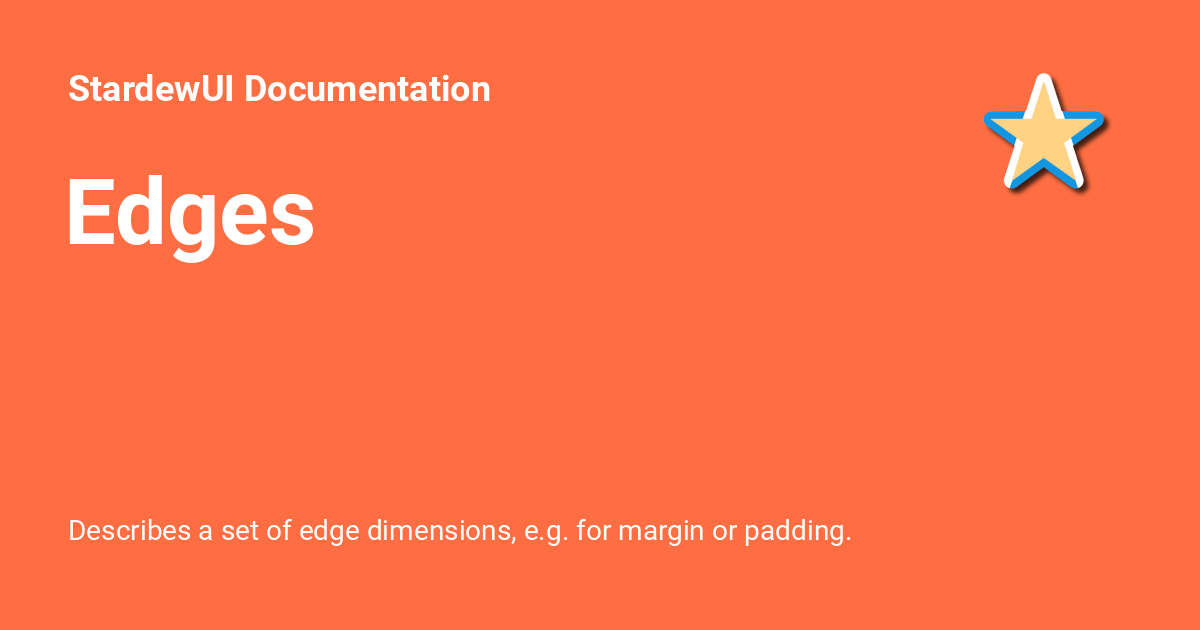 StardewUI Documentation
Edges
Describes a set of edge dimensions, e.g. for margin or padding.